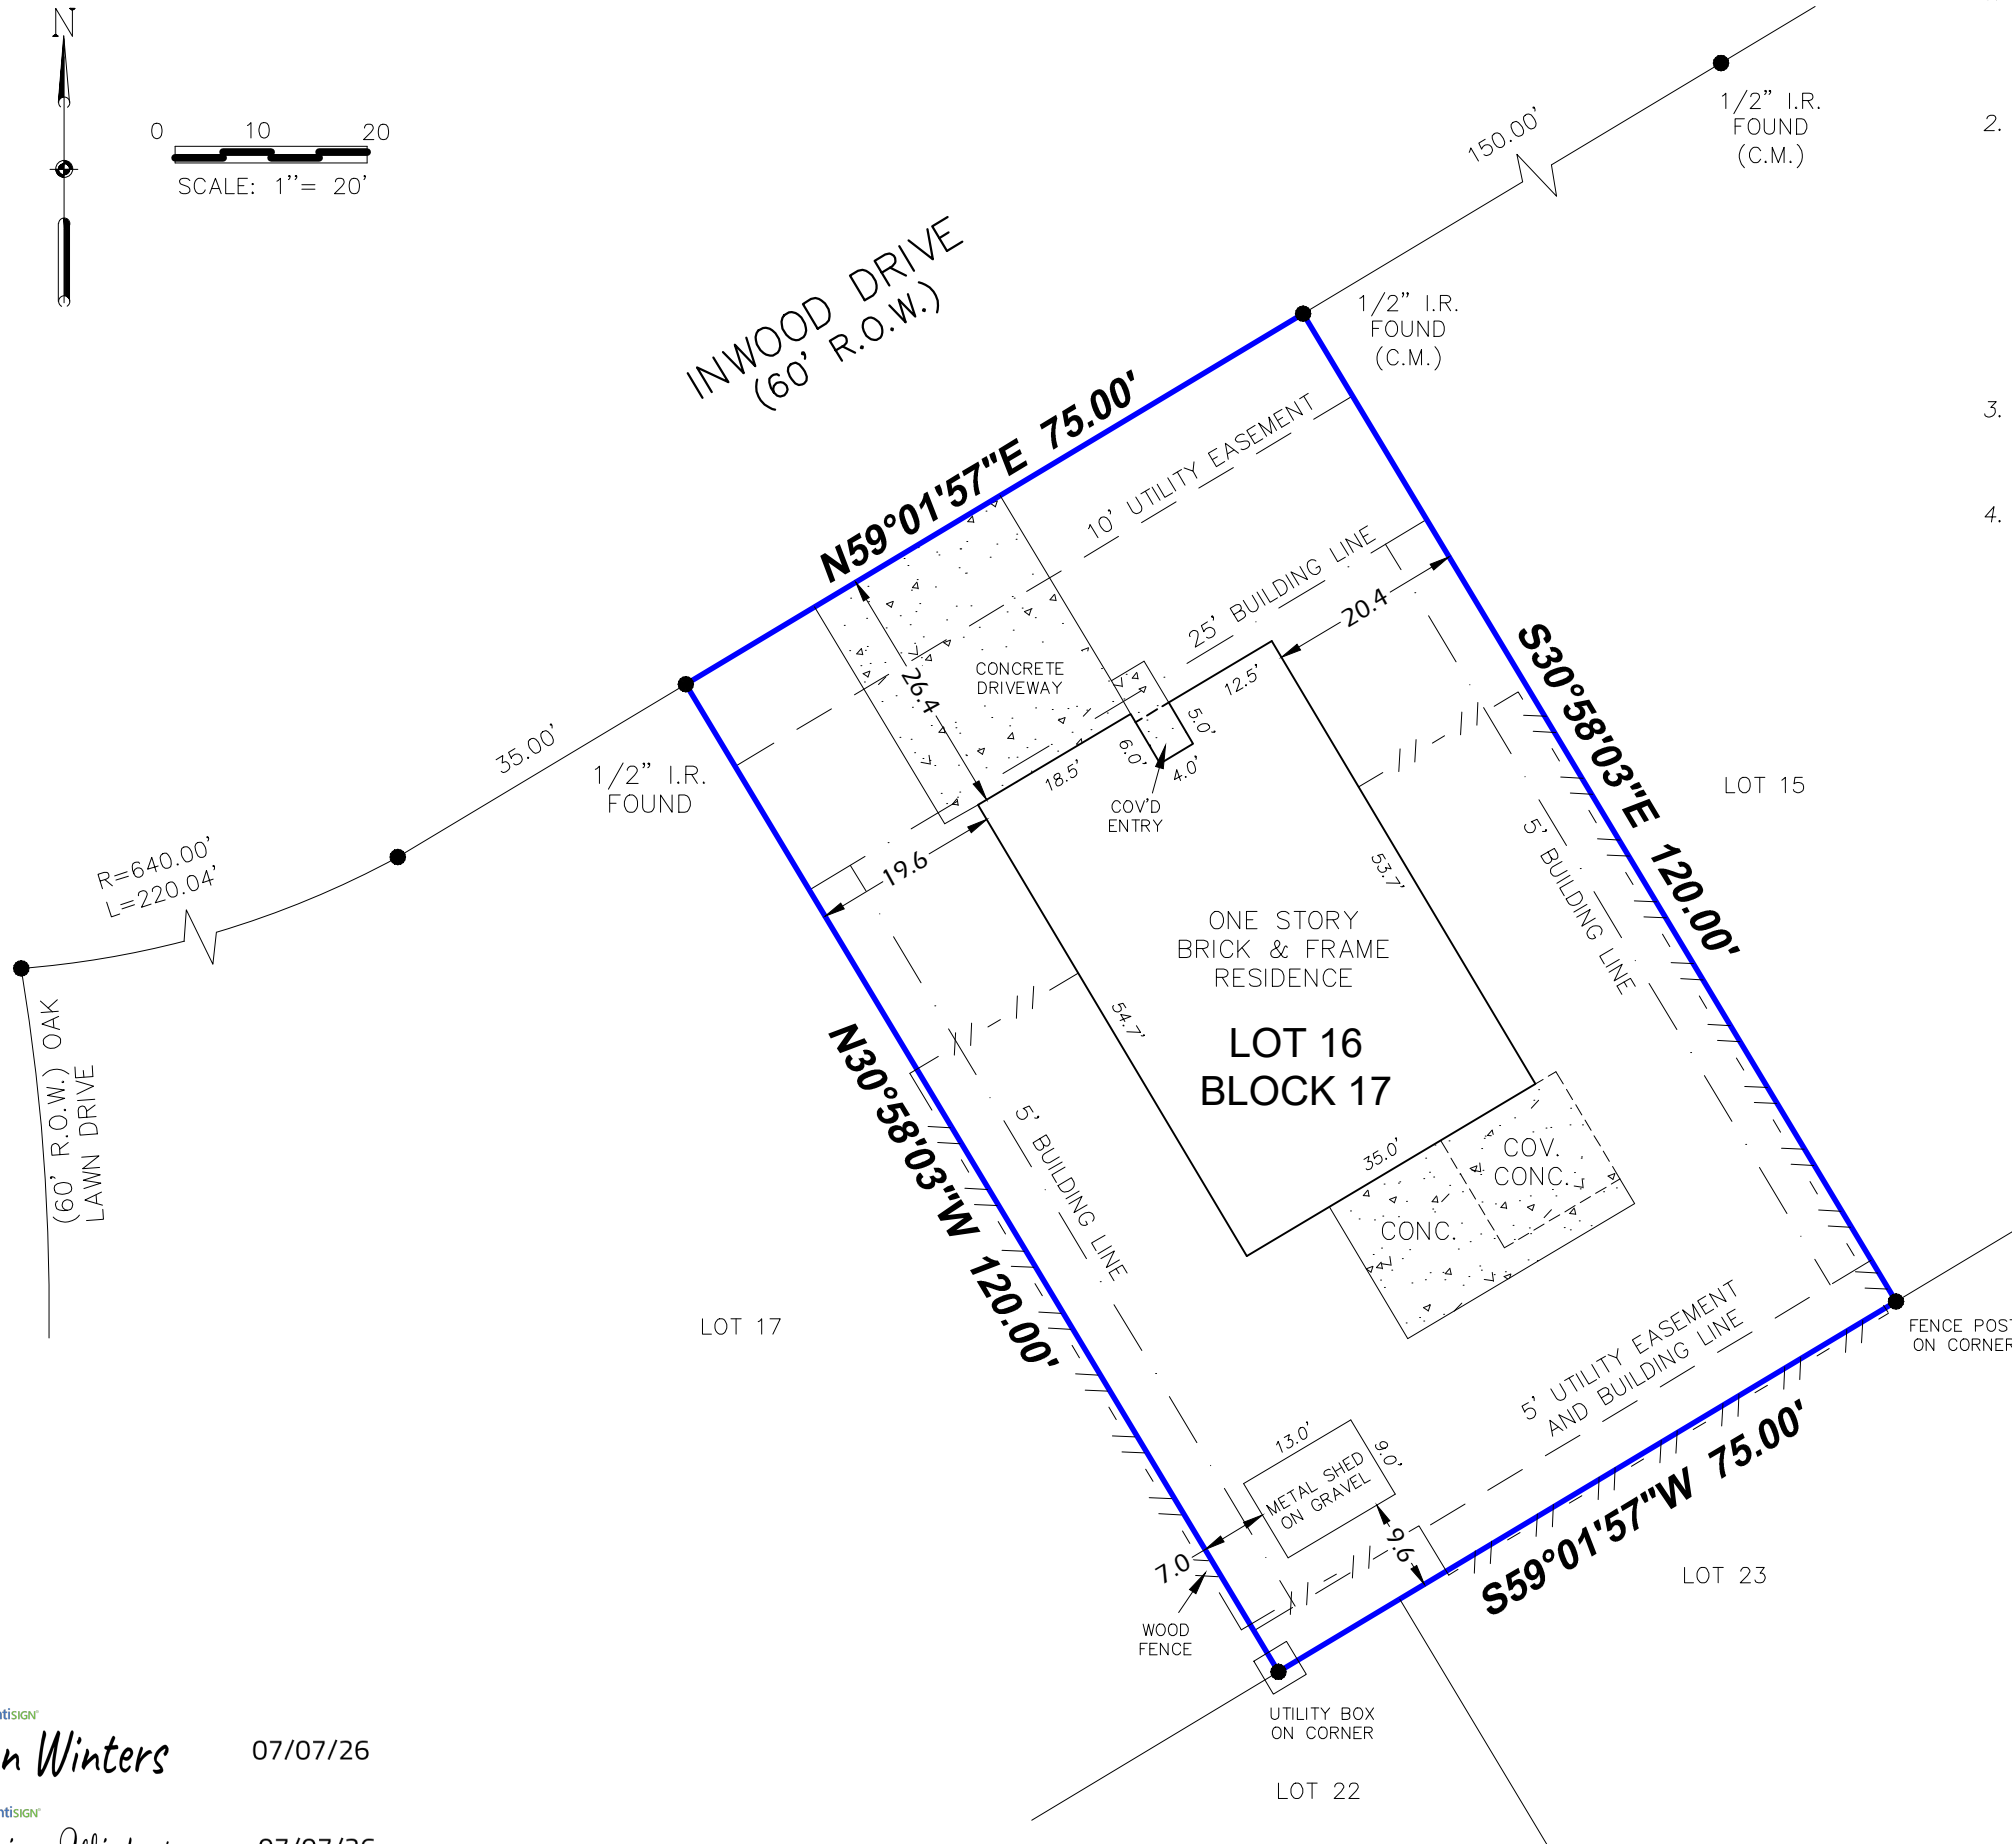 N
0 10 20
SCALE: 1"= 20'
INWOOD DRIVE
(60' R.O.W.)
150.00'
1/2" I.R.
FOUND
(C.M.)
2.
3.
4.
1/2" I.R.
FOUND
(C.M.)
N59°01'57"E 75.00'
10' UTILITY EASEMENT
25' BUILDING LINE
20.4
S30°58'03"E 120.00'
CONCRETE
DRIVEWAY
26.4
12.5'
5.0'
6.0'
4.0'
18.5'
COV'D
ENTRY
35.00'
1/2" I.R.
FOUND
R=640.00'
L=220.04'
(60' R.O.W.) OAK
LAWN DRIVE
19.6
53.7'
5' BUILDING LINE
LOT 15
ONE STORY
BRICK & FRAME
RESIDENCE
LOT 16
BLOCK 17
54.7'
N30°58'03"W 120.00'
5' BUILDING LINE
35.0'
COV.
CONC.
CONC.
LOT 17
5' UTILITY EASEMENT
AND BUILDING LINE
FENCE POS
ON CORNER
S59°01'57"W 75.00'
13.0'
9.0'
METAL SHED
ON GRAVEL
7.0
9.6
WOOD
FENCE
LOT 23
UTILITY BOX
ON CORNER
LOT 22
SIGN
n Winters 07/07/26
SIGN
07/07/26